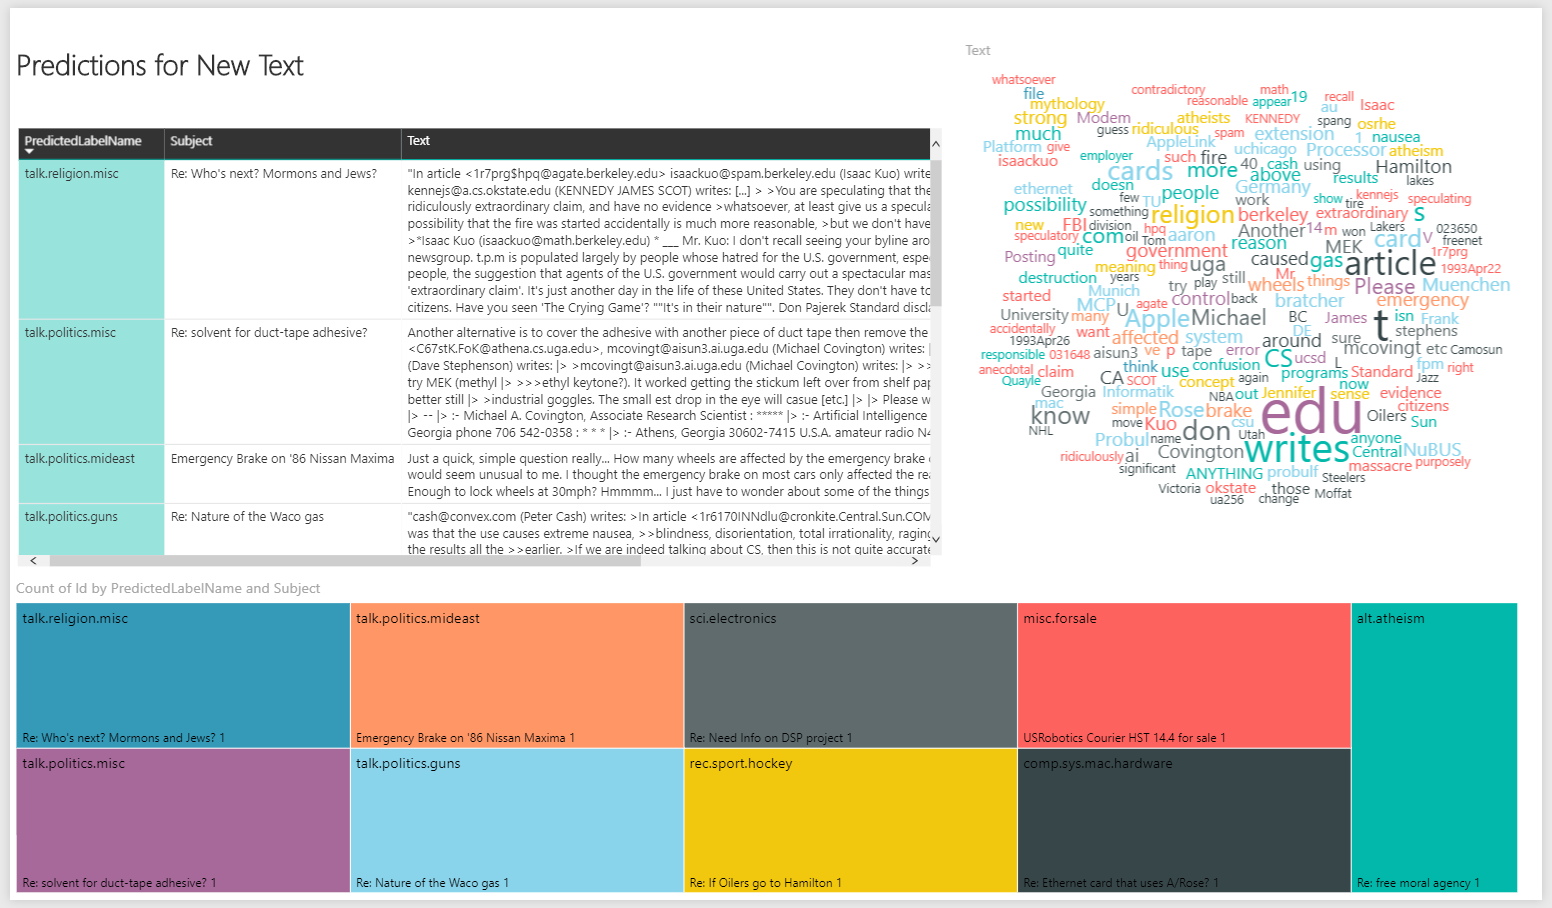 Predictions for New Text
PredictedLabelName Subject Text
talk.religion.misc Re: Who's next? Mormons and Jews? "In article <1r7prg$hpq@agate.berkeley.edu> isaackuo@spam.berkeley.edu (Isaac Kuo) write
kennejs@a.cs.okstate.edu (KENNEDY JAMES SCOT) writes: [...] > >You are speculating that the
ridiculously extraordinary claim, and have no evidence >whatsoever, at least give us a specula
possibility that the fire was started accidentally is much more reasonable, >but we don't have
>*Isaac Kuo (isaackuo@math.berkeley.edu) * ___ Mr. Kuo: I don't recall seeing your byline aro
newsgroup. t.p.m is populated largely by people whose hatred for the U.S. government, espec
people, the suggestion that agents of the U.S. government would carry out a spectacular mas
'extraordinary claim'. It's just another day in the life of these United States. They don't have to
citizens. Have you seen 'The Crying Game'? ""It's in their nature"". Don Pajerek Standard discla
talk.politics.misc Re: solvent for duct-tape adhesive? Another alternative is to cover the adhesive with another piece of duct tape then remove the
<C67stK.FoK@athena.cs.uga.edu>, mcovingt@aisun3.ai.uga.edu (Michael Covington) writes: |
(Dave Stephenson) writes: |> >mcovingt@aisun3.ai.uga.edu (Michael Covington) writes: |> >>
try MEK (methyl |> >>>ethyl keytone?). It worked getting the stickum left over from shelf pap
better still |> >industrial goggles. The small est drop in the eye will casue [etc.] |> |> Please w
|> -- |> :- Michael A. Covington, Associate Research Scientist : ***** |> :- Artificial Intelligence
Georgia phone 706 542-0358 : * * * |> :- Athens, Georgia 30602-7415 U.S.A. amateur radio N4
talk.politics.mideast Emergency Brake on '86 Nissan Maxima Just a quick, simple question really... How many wheels are affected by the emergency brake
would seem unusual to me. I thought the emergency brake on most cars only affected the rea
Enough to lock wheels at 30mph? Hmmmm... I just have to wonder about some of the things
talk.politics.guns Re: Nature of the Waco gas "cash@convex.com (Peter Cash) writes: >In article <1r6170INNdlu@cronkite.Central.Sun.COM
was that the use causes extreme nausea, >>blindness, disorientation, total irrationality, raging
the results all the >>earlier. >If we are indeed talking about CS, then this is not quite accurate
Text
whatsoever contradictory math
file reasonable appear 19 recall
mythology au Isaac
strong Modem atheists KENNEDY spang osrhe
much guess ridiculous spam extension 1 nausea
Platform give AppleLink uchicago Processor atheism
isaackuo employer such fire 40 cash using Hamilton
cards more above results lakes
ethernet doesn people Germany
possibility few TU work show kennejs speculating
something religion berkeley tire extraordinary s
new FBI division hpq Another 14 m won Lakers 023650
speculatory com oil Tom aaron reason MEK card v freenet
Posting quite government caused gas article 1r7prg
meaning thing uga Mr 1993Apr22
destruction years try play still wheels things Please Muenchen
started Munich MCP agate control back bratcher emergency
University many U Apple Michael BC James t isn Frank
accidentally want affected system DE sure stephens
1993Apr26 around mcovingt etc Camosun
responsible 031648 aisun3 ve p tape error CS ucsd L fpm right
anecdotal claim think use confusion programs Standard
Quayle CA SCOT concept again now Jazz
Georgia Informatik NBA out Jennifer sense evidence
mac simple Rose brake edu citizens
know move Kuo csu Oilers Sun
NHL Probul name don Utah anyone
ridiculously ai Covington writes Central NuBUS
significant ANYTHING probulf massacre purposely
Steelers
Victoria okstate those Moffat
ua256 change
Count of Id by PredictedLabelName and Subject
talk.religion.misc talk.politics.mideast sci.electronics misc.forsale alt.atheism
Re: Who's next? Mormons and Jews? 1 Emergency Brake on '86 Nissan Maxima 1 Re: Need Info on DSP project 1 USRobotics Courier HST 14.4 for sale 1
talk.politics.misc talk.politics.guns rec.sport.hockey comp.sys.mac.hardware
Re: solvent for duct-tape adhesive? 1 Re: Nature of the Waco gas 1 Re: If Oilers go to Hamilton 1 Re: Ethernet card that uses A/Rose? 1 Re: free moral agency 1